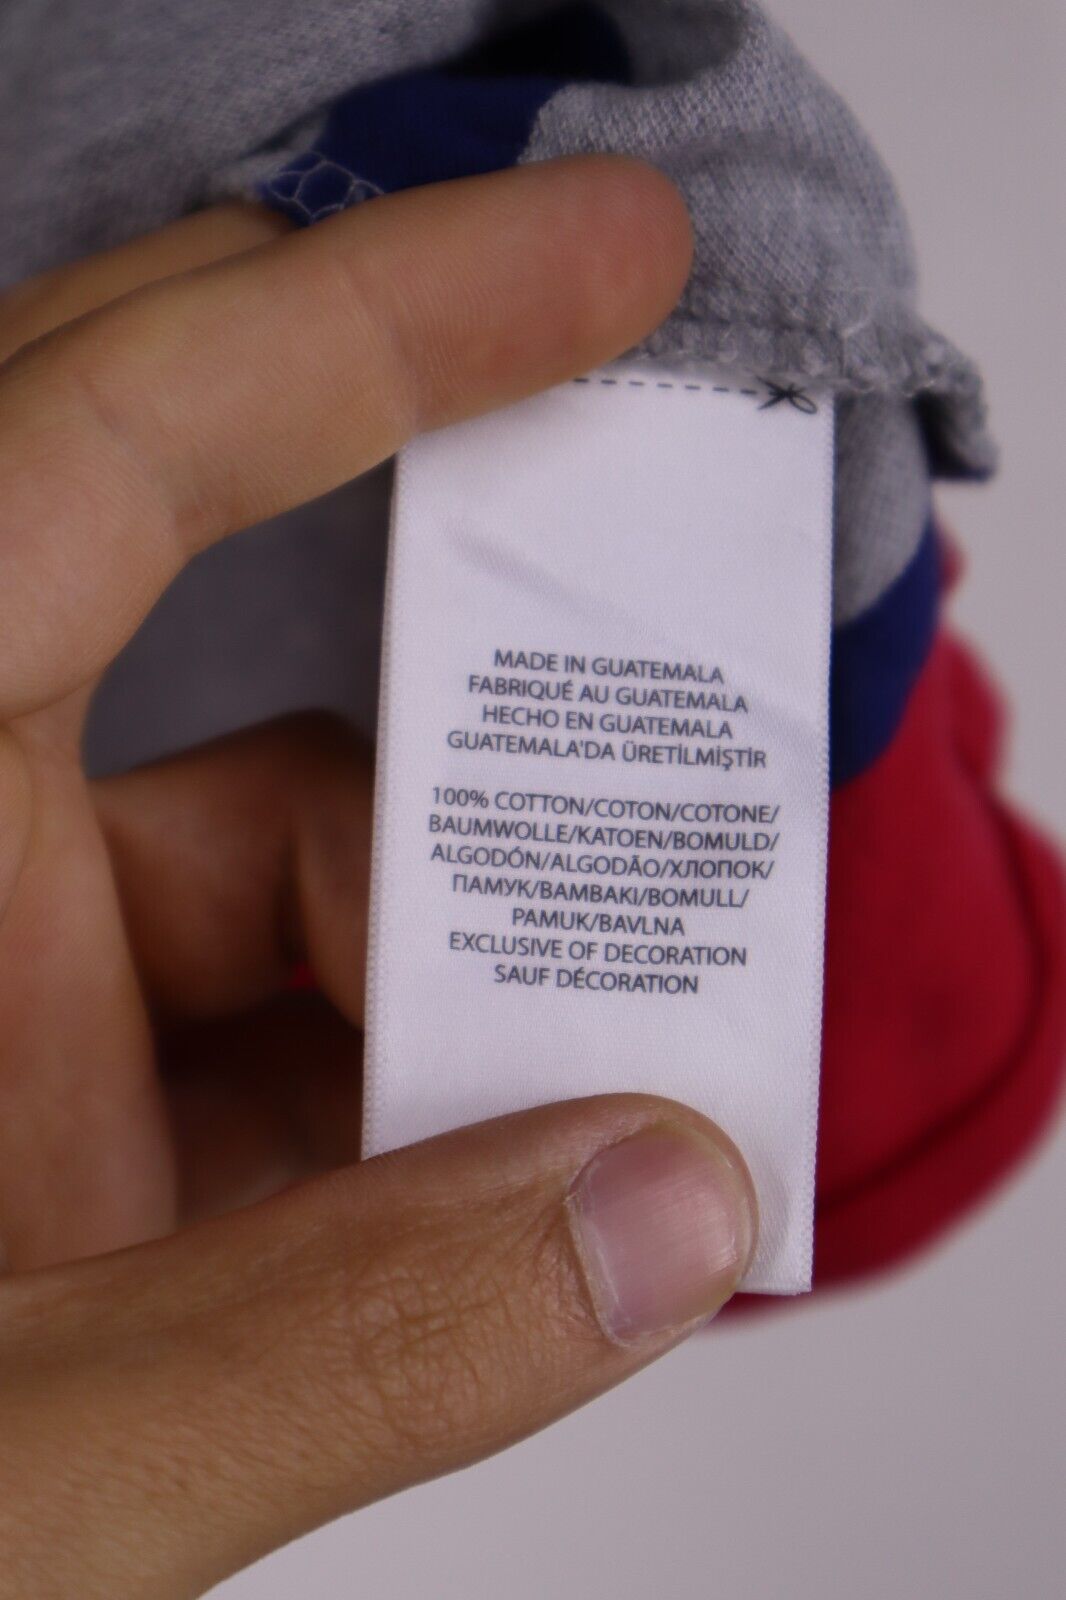 MADE IN GUATEMALA
FABRIQUÉ AU GUATEMALA
HECHO EN GUATEMALA
GUATEMALA'DA ÜRETİLMİŞTİR
100% COTTON/COTON/COTONE/
BAUMWOLLE/KATOEN/BOMULD/
ALGODÓN/ALGODÃO/ХЛОПОК/
ПАМУК/BAMBAKI/BOMULL/
PAMUK/BAVLNA
EXCLUSIVE OF DECORATION
SAUF DÉCORATION